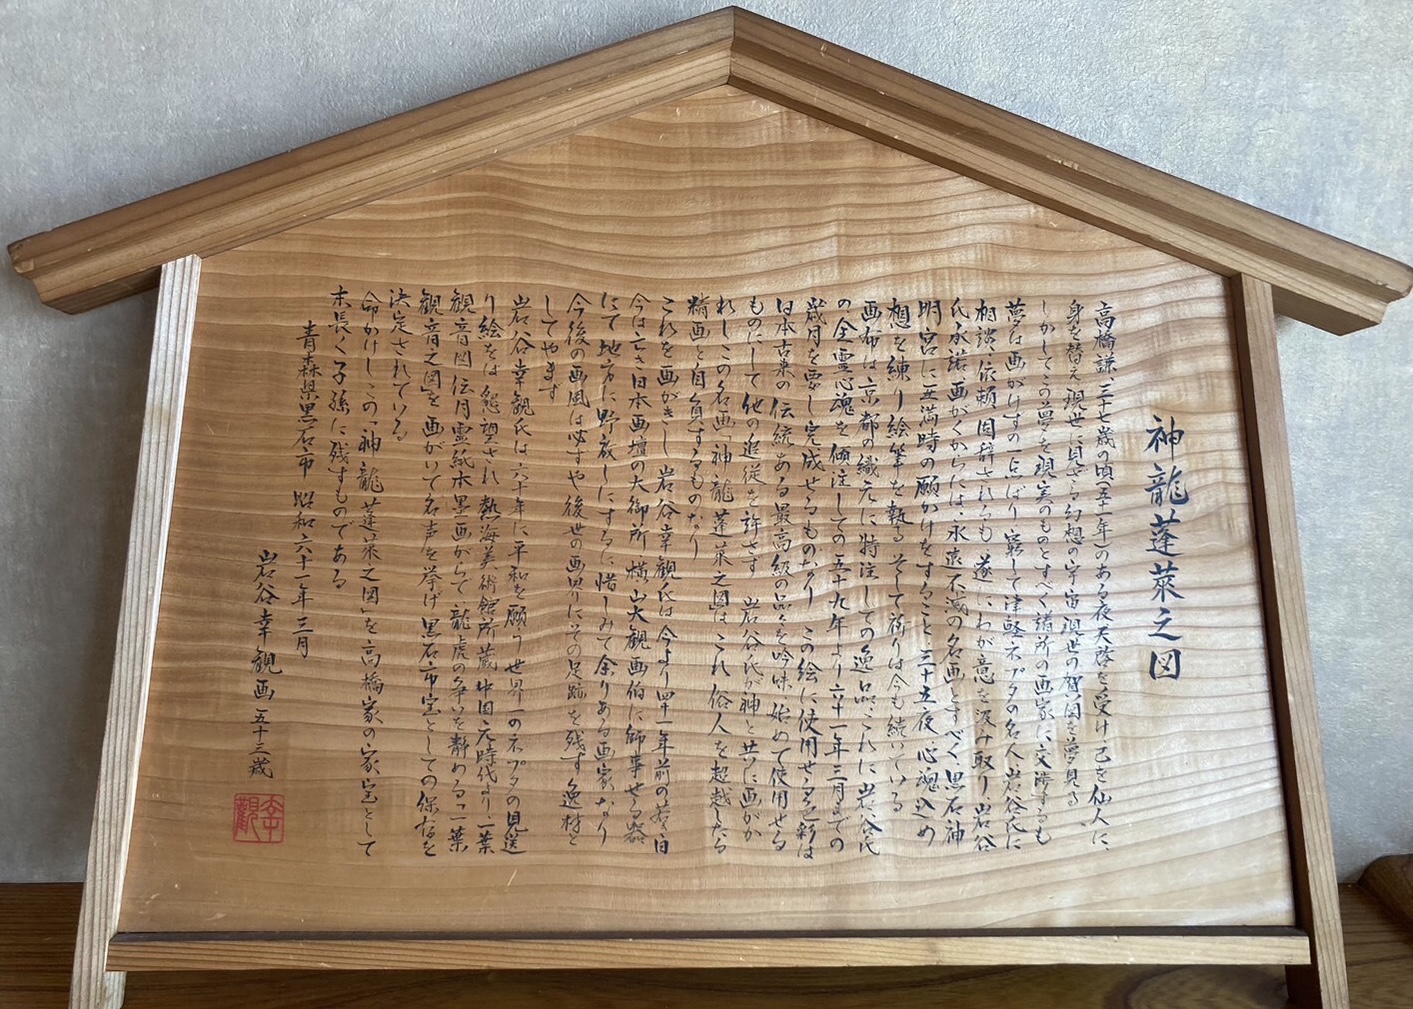 神龍蓬萊之図
高橋謙、三十七歳の頃(五十一年)のある夜天啓を受け、己を仙人に
身を替え現世に見ざる幻想の宇宙混世の賀図を夢見る、
しかしてこの夢を現実のものとすべく諸所の画家に交渉するも
夢は画がけずの一点ばり 窮して津軽ネプタの名人岩谷氏に
相談、依頼、固辞されるも 遂にわが意を汲み取り 岩谷
氏承諾、画がくからには、永遠不滅の名画とすべく、黒石神
明宮に丑満時の願かけをすること、三十五夜、心魂込め
想を練り絵筆を執る そして祈りは今も続いている
画布は京都の織元に特注しての逸品、これに岩谷氏
の全霊心魂を傾注しての五十九年より六十一年三月までの
歳月を要し完成せるものなり この絵に使用せる色彩は
日本古来の伝統ある最高級の品々を吟味、始めて使用せる
ものにして他の追従を許さず 岩谷氏が神と共に画がか
れしこの名画「神龍蓬萊之図」はこれ俗人を超越したる
精画と自負するものなり
これを画がきし岩谷幸観氏は今より四十一年前の若き日
今は亡き日本画壇の大御所、横山大観画伯に師事せる器
にて地方に野放しにするに惜しみて余りある画家なり
今後の画風は必ずや後世の画界にその足跡を残す逸材と
してやまず
岩谷幸観氏は六十年に平和を願う世界一のネプタの見送
り絵をは 懇望され 熱海美術館所蔵中国元時代より一葉
観音図 伝月霊紙本墨画がらて 龍虎の争いを静める「一葉
観音之図」を画がいて名声を挙げ 黒石市宝としての保存を
決定されている
命かけしこの「神龍蓬萊之図」を高橋家の家宝として
末長く子孫に残すものである
青森県黒石市 昭和六十一年三月
岩谷幸観画 五十三歳
幸觀